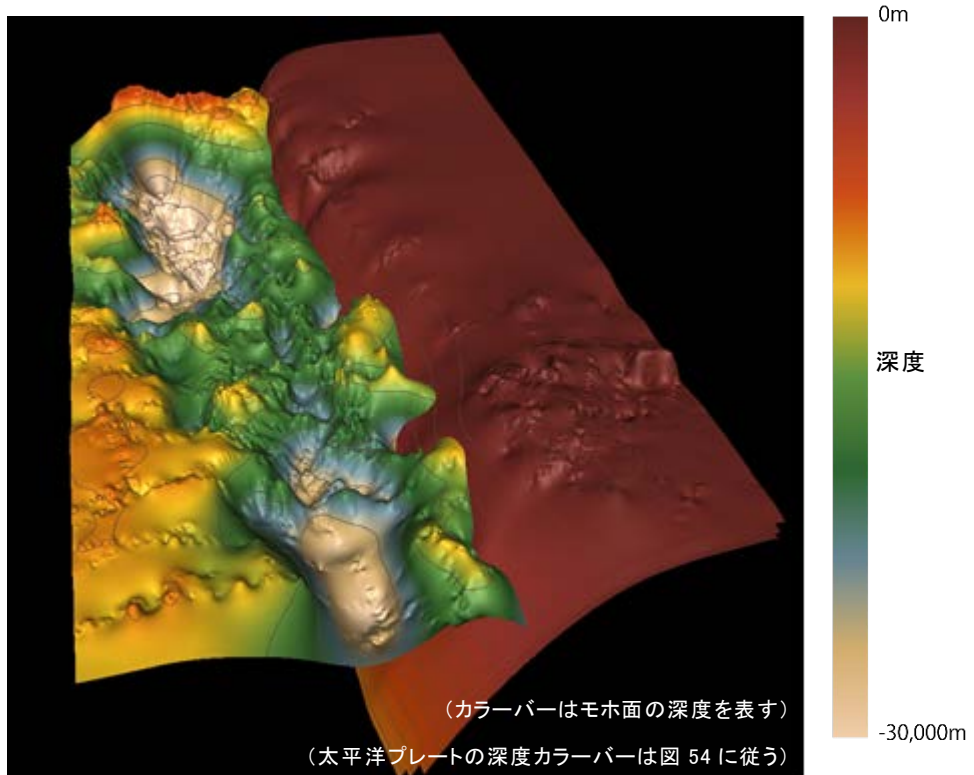 0m
深度
-30,000m
（カラーバーはモホ面の深度を表す）
（太平洋プレートの深度カラーバーは図 54 に従う）